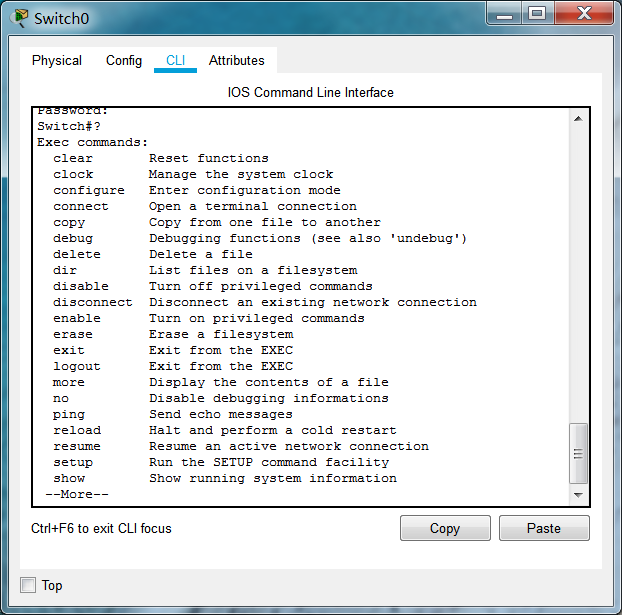 Switch0
Physical Config CLI Attributes
IOS Command Line Interface
Password:
Switch#?
Exec commands:
  clear       Reset functions
  clock       Manage the system clock
  configure   Enter configuration mode
  connect     Open a terminal connection
  copy        Copy from one file to another
  debug       Debugging functions (see also 'undebug')
  delete      Delete a file
  dir         List files on a filesystem
  disable     Turn off privileged commands
  disconnect  Disconnect an existing network connection
  enable      Turn on privileged commands
  erase       Erase a filesystem
  exit        Exit from the EXEC
  logout      Exit from the EXEC
  more        Display the contents of a file
  no          Disable debugging informations
  ping        Send echo messages
  reload      Halt and perform a cold restart
  resume      Resume an active network connection
  setup       Run the SETUP command facility
  show        Show running system information
 --More--
Ctrl+F6 to exit CLI focus Copy Paste
Top